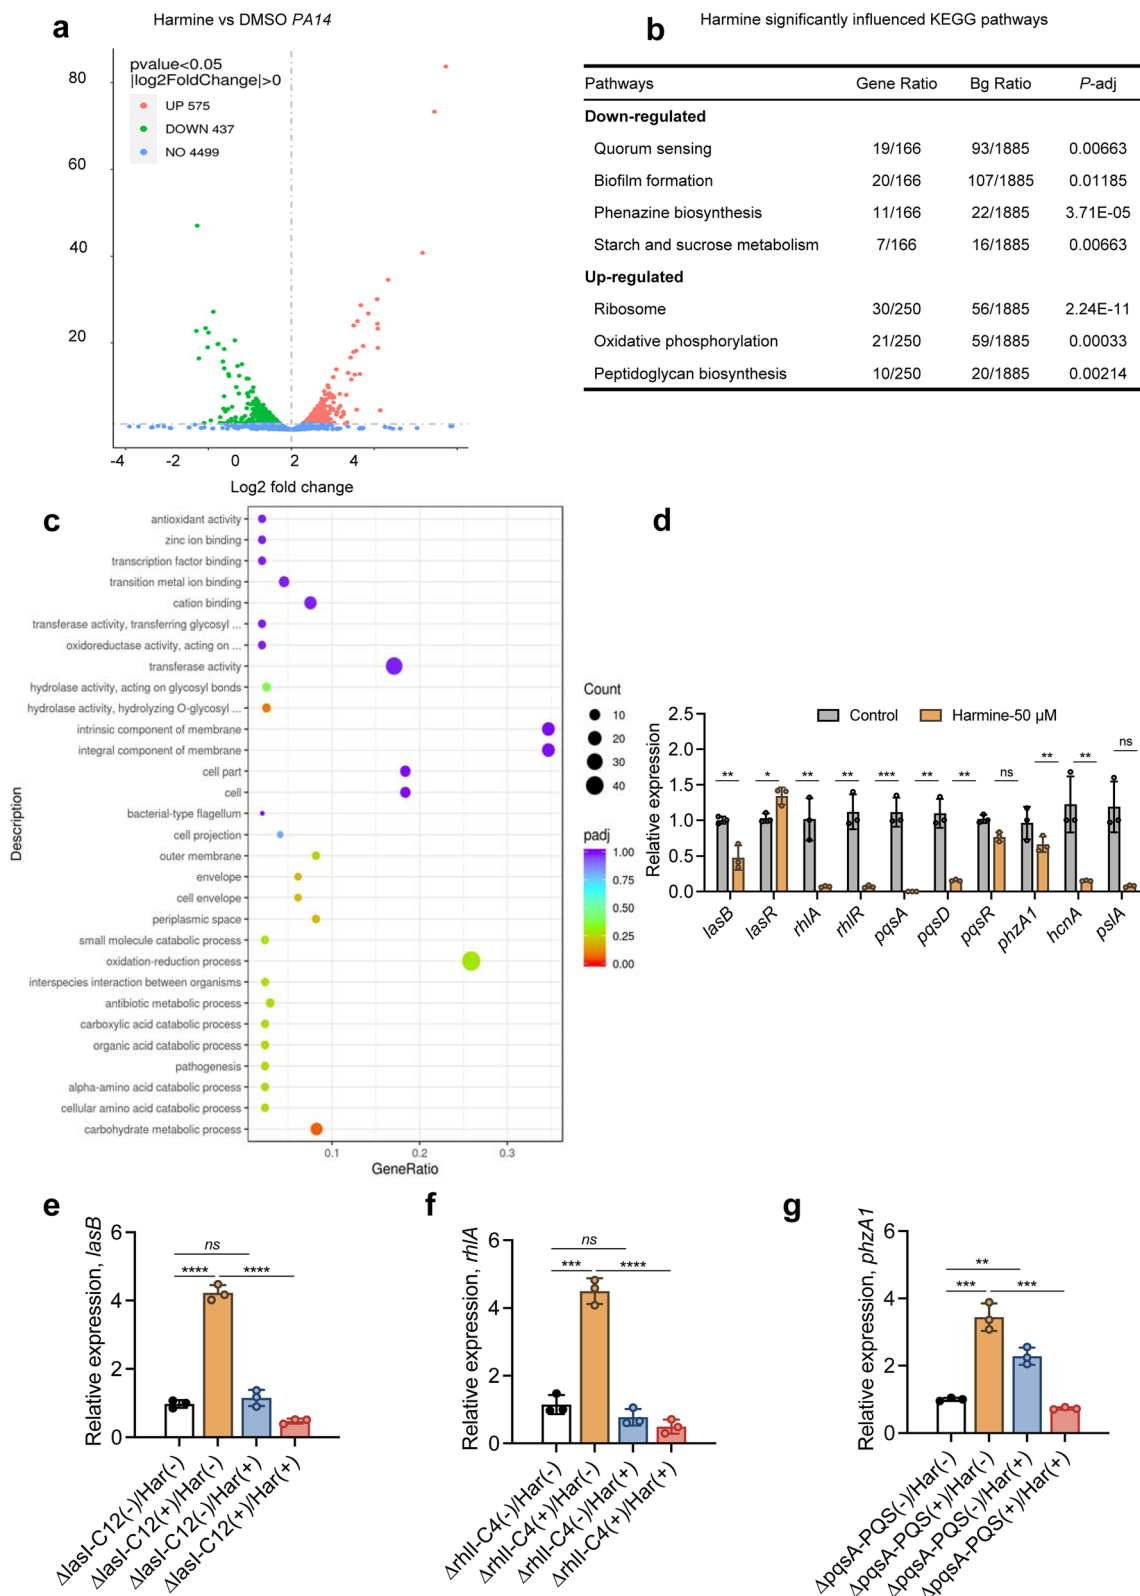 a
Harmine vs DMSO PA14
pvalue<0.05
|log2FoldChange|>0
UP 575
DOWN 437
NO 4499
80
60
40
20
-4 -2 0 2 4
Log2 fold change
b
Harmine significantly influenced KEGG pathways
Pathways Gene Ratio Bg Ratio P-adj
Down-regulated
Quorum sensing 19/166 93/1885 0.00663
Biofilm formation 20/166 107/1885 0.01185
Phenazine biosynthesis 11/166 22/1885 3.71E-05
Starch and sucrose metabolism 7/166 16/1885 0.00663
Up-regulated
Ribosome 30/250 56/1885 2.24E-11
Oxidative phosphorylation 21/250 59/1885 0.00033
Peptidoglycan biosynthesis 10/250 20/1885 0.00214
c
Description
antioxidant activity
zinc ion binding
transcription factor binding
transition metal ion binding
cation binding
transferase activity, transferring glycosyl ...
oxidoreductase activity, acting on ...
transferase activity
hydrolase activity, acting on glycosyl bonds
hydrolase activity, hydrolyzing O-glycosyl ...
intrinsic component of membrane
integral component of membrane
cell part
cell
bacterial-type flagellum
cell projection
outer membrane
envelope
cell envelope
periplasmic space
small molecule catabolic process
oxidation-reduction process
interspecies interaction between organisms
antibiotic metabolic process
carboxylic acid catabolic process
organic acid catabolic process
pathogenesis
alpha-amino acid catabolic process
cellular amino acid catabolic process
carbohydrate metabolic process
0.1 0.2 0.3
GeneRatio
Count
10
20
30
40
padj
1.00
0.75
0.50
0.25
0.00
d
Control Harmine-50 µM
Relative expression
2.5
2.0
1.5
1.0
0.5
0.0
** * ** ** *** ** ** ns ** ** ns
lasB lasR rhlA rhlR pqsA pqsD pqsR phzA1 hcnA pslA
e
Relative expression, lasB
6
4
2
0
ns
**** ****
ΔlasI-C12(-)/Har(-)
ΔlasI-C12(+)/Har(-)
ΔlasI-C12(-)/Har(+)
ΔlasI-C12(+)/Har(+)
f
Relative expression, rhlA
6
4
2
0
ns
*** ****
ΔrhlI-C4(-)/Har(-)
ΔrhlI-C4(+)/Har(-)
ΔrhlI-C4(-)/Har(+)
ΔrhlI-C4(+)/Har(+)
g
Relative expression, phzA1
6
4
2
0
**
*** ***
ΔpqsA-PQS(-)/Har(-)
ΔpqsA-PQS(+)/Har(-)
ΔpqsA-PQS(-)/Har(+)
ΔpqsA-PQS(+)/Har(+)